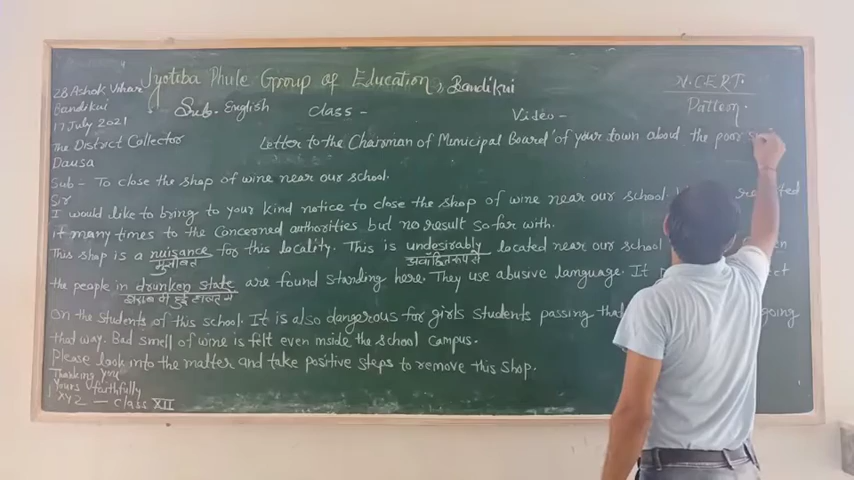 Jyotiba Phule Group of Education, Bandikui
N.CERT.
Sub. English Class - Video -
28 Ashok Vihar
Bandikui
17 July 2021
The District Collector
Dausa
Letter to the Chairman of Municipal Board of your town about the poor
Sub - To close the shop of wine near our school.
Sir
I would like to bring to your kind notice to close the shop of wine near our school.
it many times to the Concerned authorities but no result so far with.
This shop is a nuisance for this locality. This is undesirably located near our school
मुसीबत अवांछित रूप से
the people in drunken state are found standing here. They use abusive language. It
शराब पी हुई हालत में
on the students of this school. It is also dangerous for girls students passing going
that way. Bad smell of wine is felt even inside the school campus.
Please look into the matter and take positive steps to remove this shop.
Thanking you
Yours faithfully
XYZ - Class XII